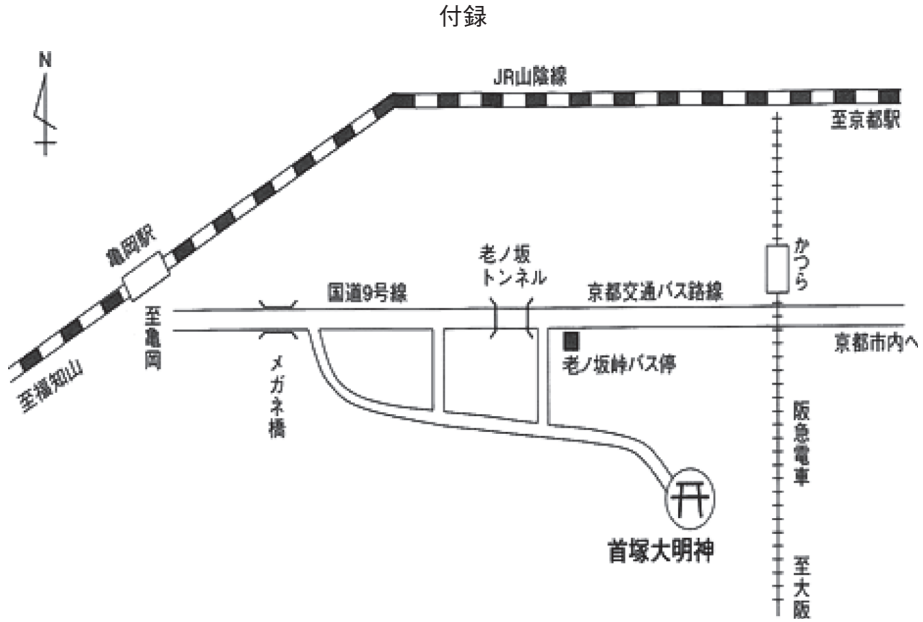 付録
N
JR山陰線
至京都駅
亀岡駅
かつら
老ノ坂
トンネル
国道9号線
京都交通バス路線
至亀岡
京都市内へ
メガネ橋
老ノ坂峠バス停
至福知山
阪急電車
首塚大明神
至大阪